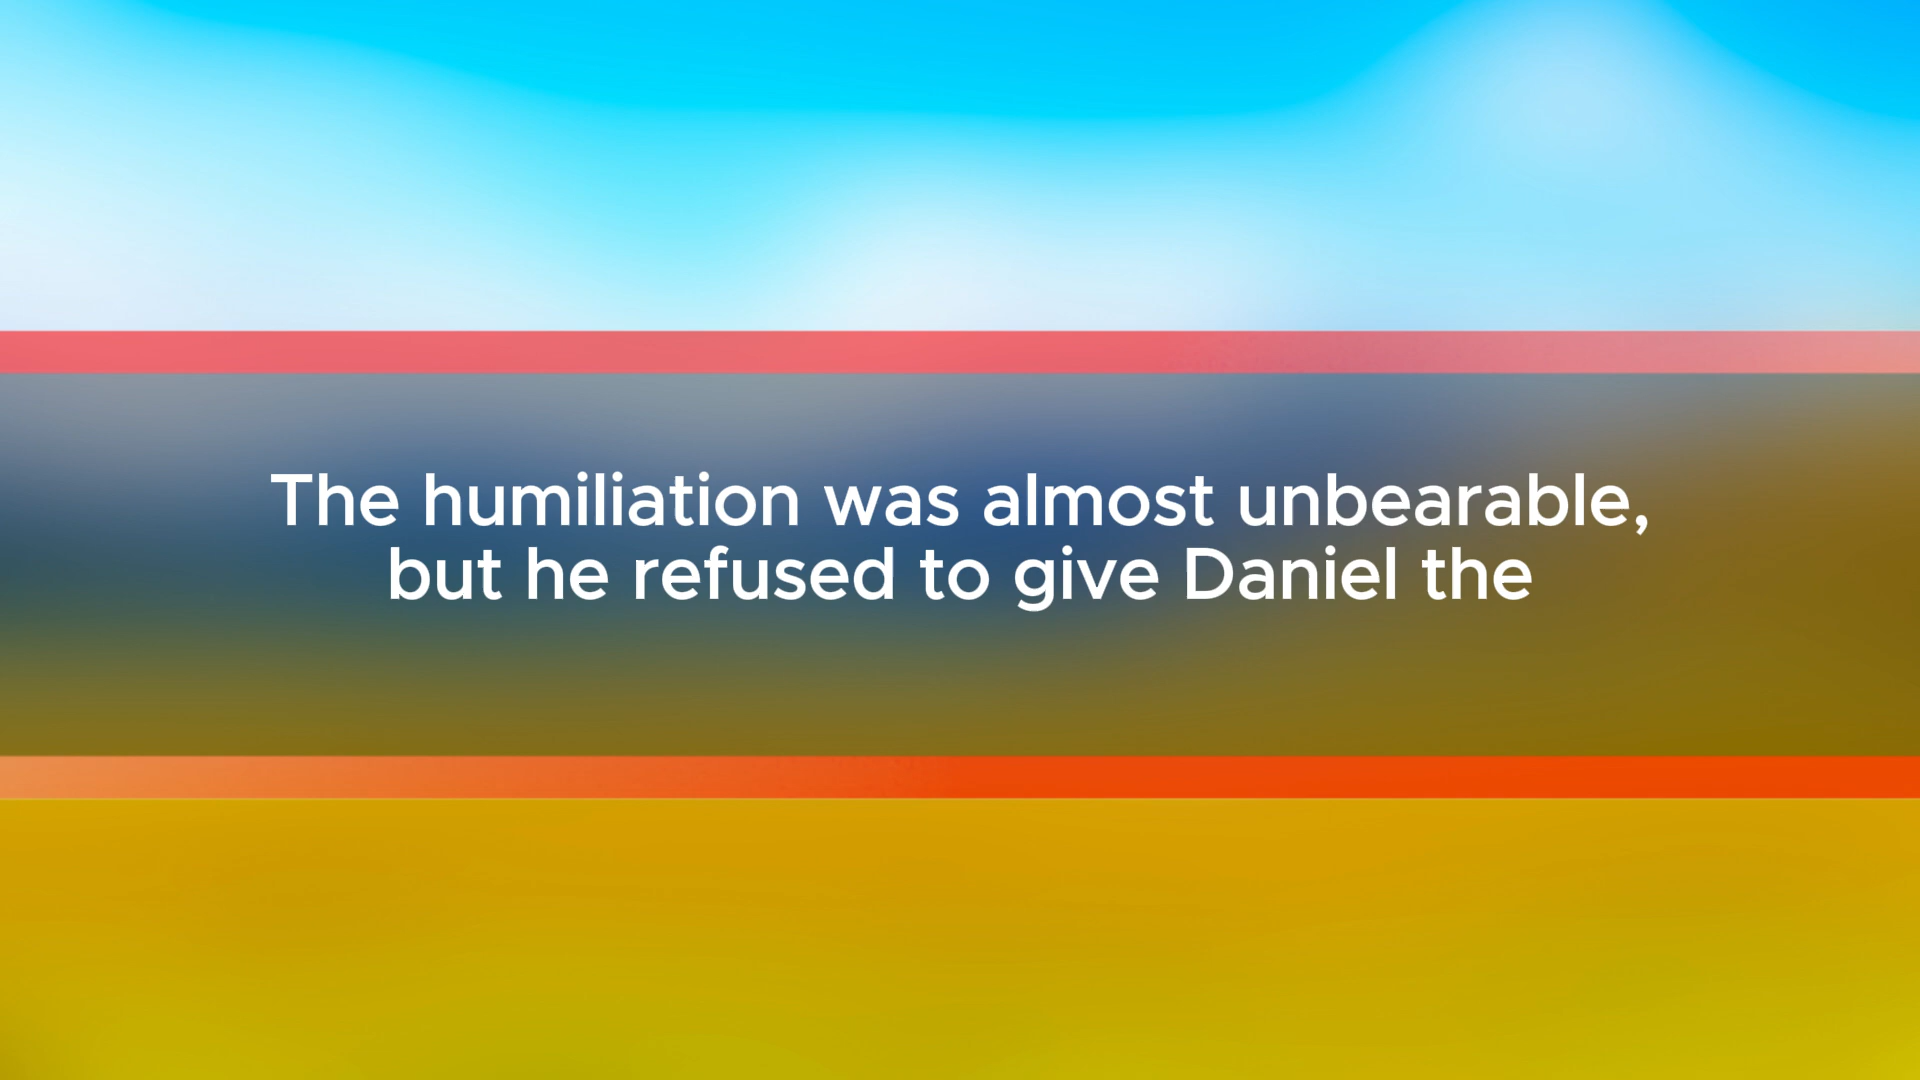 The humiliation was almost unbearable,
but he refused to give Daniel the